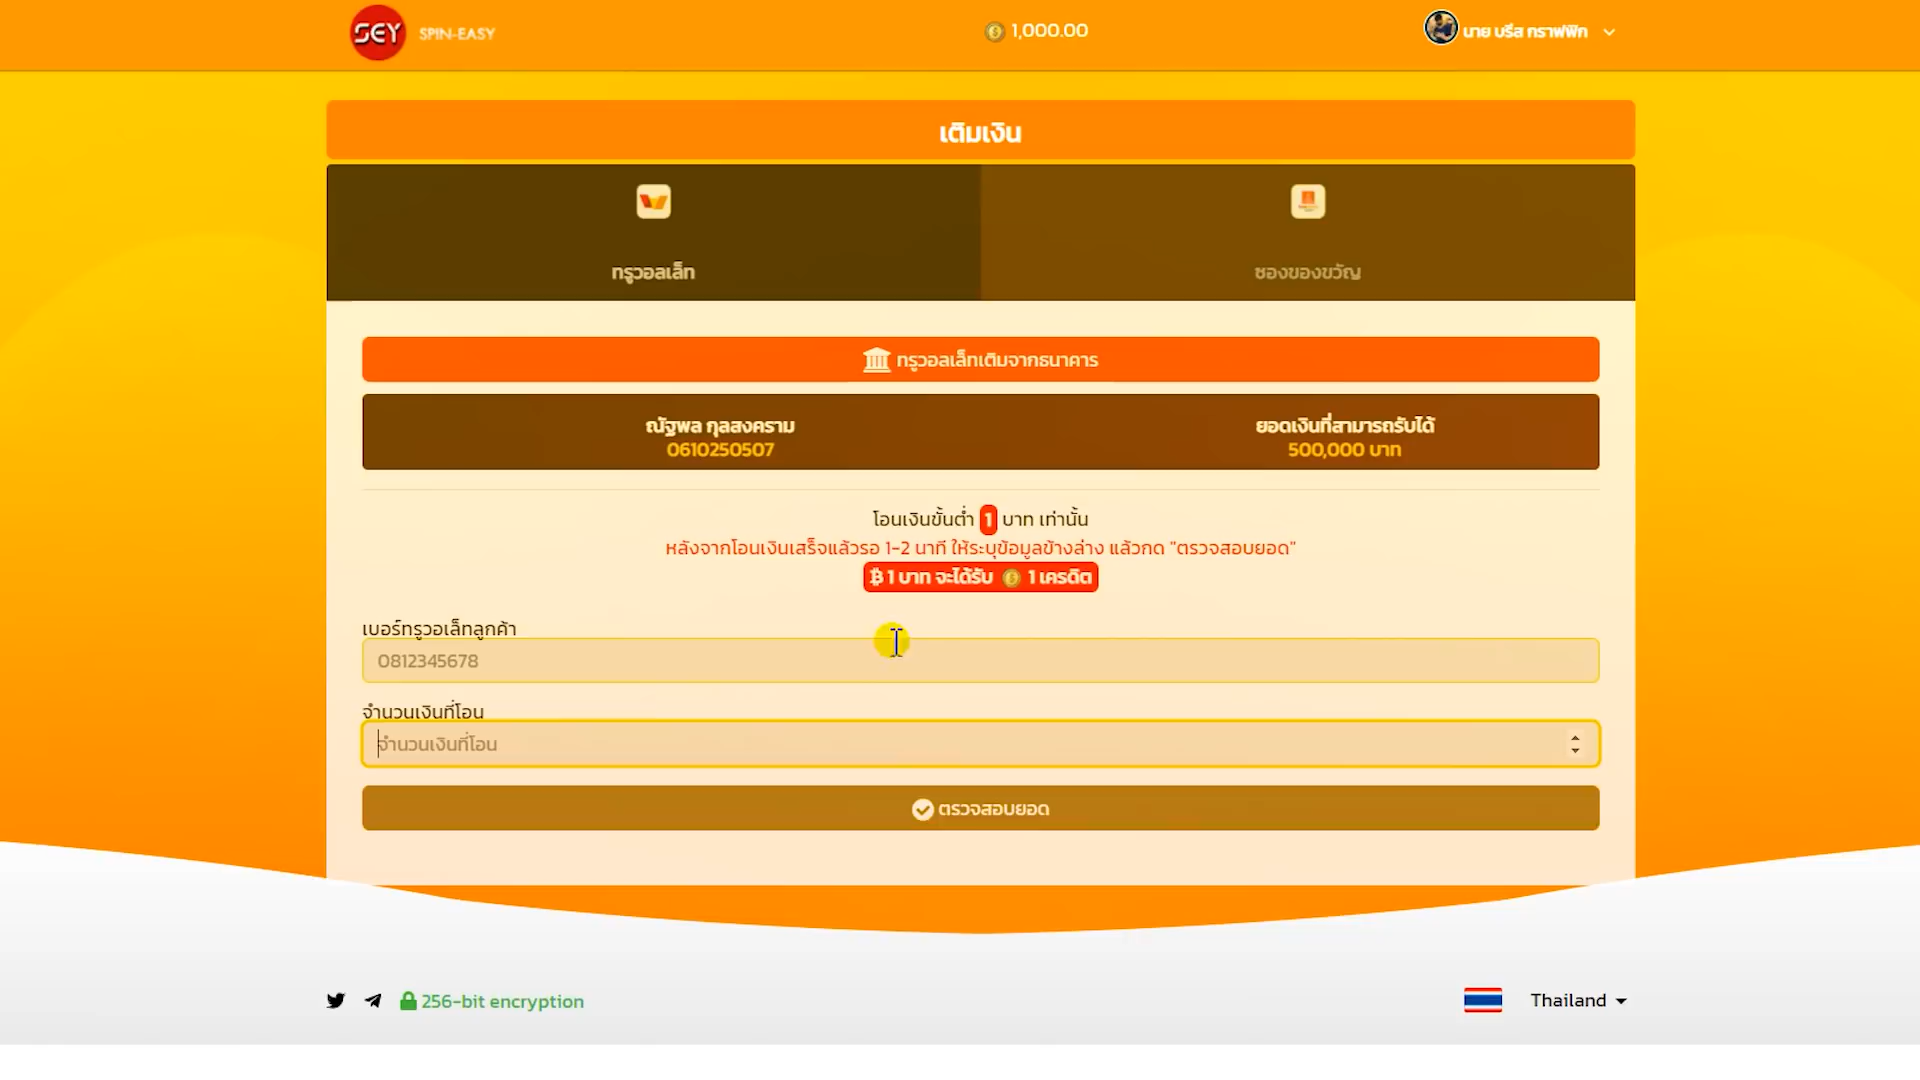 SEY SPIN-EASY
1,000.00
นาย บรีส กราฟฟิก
เติมเงิน
ทรูวอลเล็ท
ซองของขวัญ
ทรูวอลเล็ทเติมจากธนาคาร
ณัฐพล กุลสงคราม
0610250507
ยอดเงินที่สามารถรับได้
500,000 บาท
โอนเงินขั้นต่ำ 1 บาท เท่านั้น
หลังจากโอนเงินเสร็จแล้วรอ 1-2 นาที ให้ระบุข้อมูลข้างล่าง แล้วกด "ตรวจสอบยอด"
1 บาท จะได้รับ 1 เครดิต
เบอร์ทรูวอเล็ทลูกค้า
0812345678
จำนวนเงินที่โอน
จำนวนเงินที่โอน
ตรวจสอบยอด
256-bit encryption
Thailand